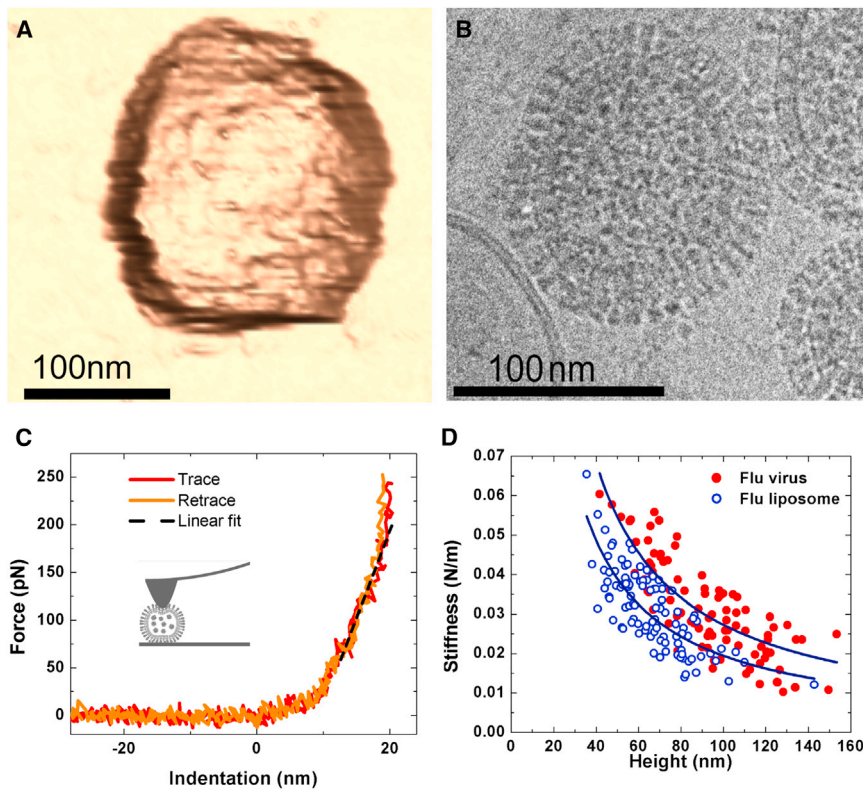 A
B
100nm
100nm
C
D
Trace
Retrace
Linear fit
250
200
150
100
50
0
Force (pN)
-20
0
20
Indentation (nm)
Flu virus
Flu liposome
0.07
0.06
0.05
0.04
0.03
0.02
0.01
0.00
Stiffness (N/m)
0 20 40 60 80 100 120 140 160
Height (nm)